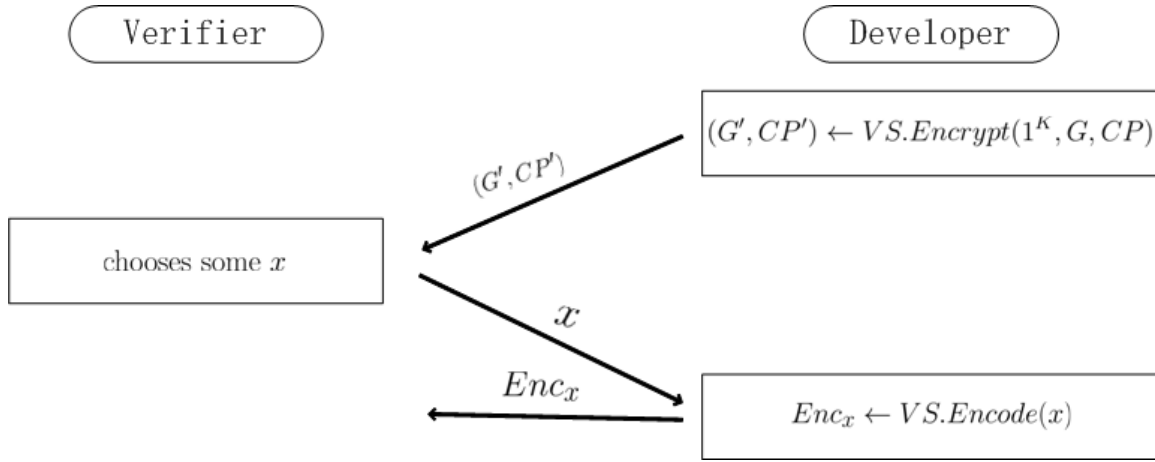 Verifier
Developer
(G′, CP′) ← VS.Encrypt(1^K, G, CP)
(G′, CP′)
chooses some x
x
Enc_x
Enc_x ← VS.Encode(x)